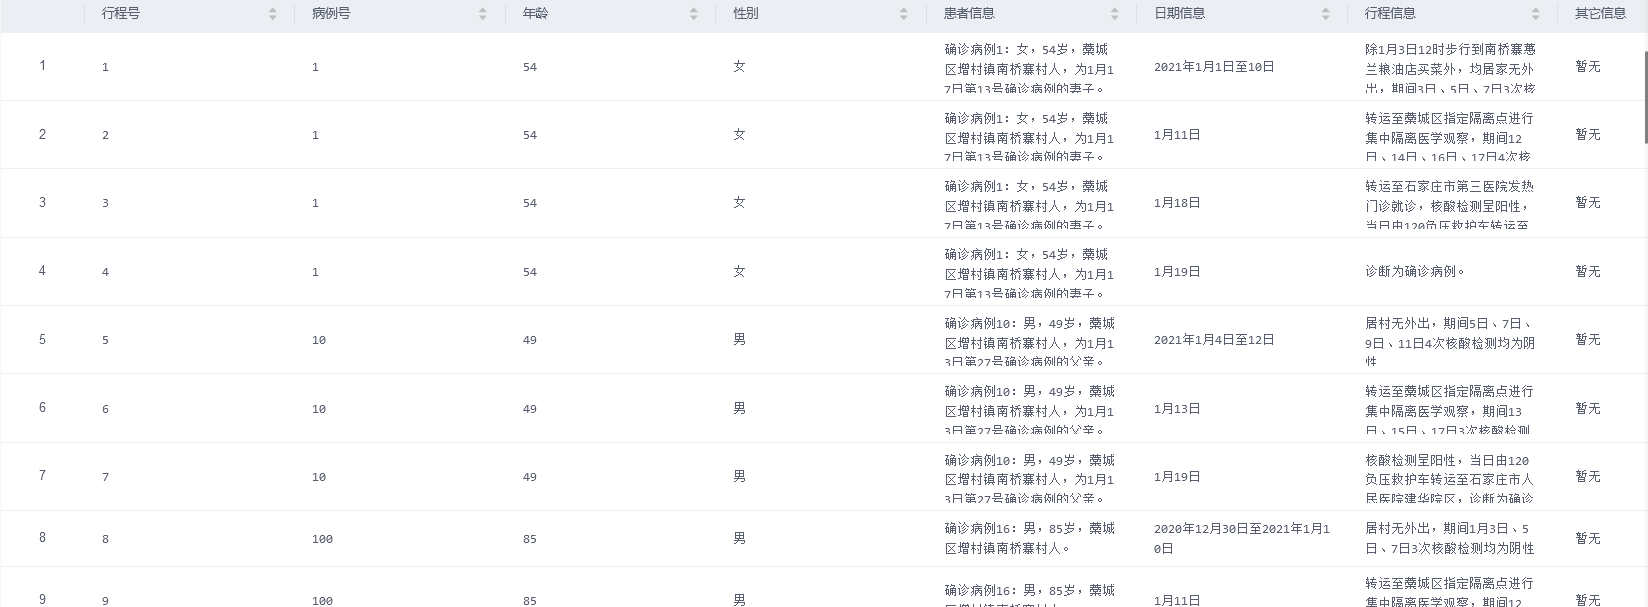 行程号 病例号 年龄 性别 患者信息 日期信息 行程信息 其它信息
1 1 1 54 女 确诊病例1：女，54岁，藁城 2021年1月1日至10日 除1月3日12时步行到南桥寨惠 暂无
区增村镇南桥寨村人，为1月1 兰粮油店买菜外，均居家无外
7日第13号确诊病例的妻子。 出，期间3日、5日、7日3次核
2 2 1 54 女 确诊病例1：女，54岁，藁城 1月11日 转运至藁城区指定隔离点进行 暂无
区增村镇南桥寨村人，为1月1 集中隔离医学观察，期间12
7日第13号确诊病例的妻子。 日、14日、16日、17日4次核
3 3 1 54 女 确诊病例1：女，54岁，藁城 1月18日 转运至石家庄市第三医院发热 暂无
区增村镇南桥寨村人，为1月1 门诊就诊，核酸检测呈阳性，
7日第13号确诊病例的妻子。 当日由120负压救护车转运至
4 4 1 54 女 确诊病例1：女，54岁，藁城 1月19日 诊断为确诊病例。 暂无
区增村镇南桥寨村人，为1月1
7日第13号确诊病例的妻子。
5 5 10 49 男 确诊病例10：男，49岁，藁城 2021年1月4日至12日 居村无外出，期间5日、7日、 暂无
区增村镇南桥寨村人，为1月1 9日、11日4次核酸检测均为阴
3日第27号确诊病例的父亲。 性
6 6 10 49 男 确诊病例10：男，49岁，藁城 1月13日 转运至藁城区指定隔离点进行 暂无
区增村镇南桥寨村人，为1月1 集中隔离医学观察，期间13
3日第27号确诊病例的父亲。 日、15日、17日3次核酸检测
7 7 10 49 男 确诊病例10：男，49岁，藁城 1月19日 核酸检测呈阳性，当日由120 暂无
区增村镇南桥寨村人，为1月1 负压救护车转运至石家庄市人
3日第27号确诊病例的父亲。 民医院建华院区，诊断为确诊
8 8 100 85 男 确诊病例16：男，85岁，藁城 2020年12月30日至2021年1月1 居村无外出，期间1月3日、5 暂无
区增村镇南桥寨村人。 0日 日、7日3次核酸检测均为阴性
9 9 100 85 男 确诊病例16：男，85岁，藁城 1月11日 转运至藁城区指定隔离点进行 暂无
区增村镇南桥寨村人。 集中隔离医学观察，期间12